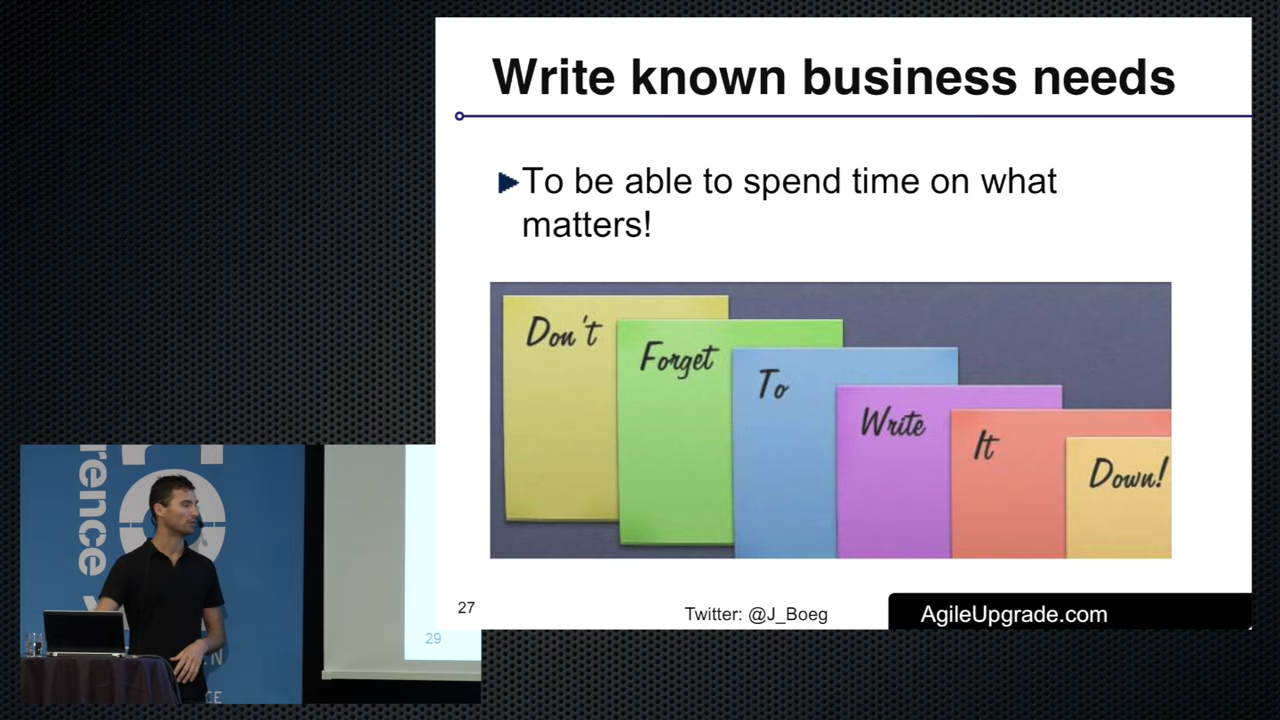 Write known business needs
To be able to spend time on what
matters!
Don't
Forget
To
Write
It
Down!
27
Twitter: @J_Boeg
AgileUpgrade.com
29